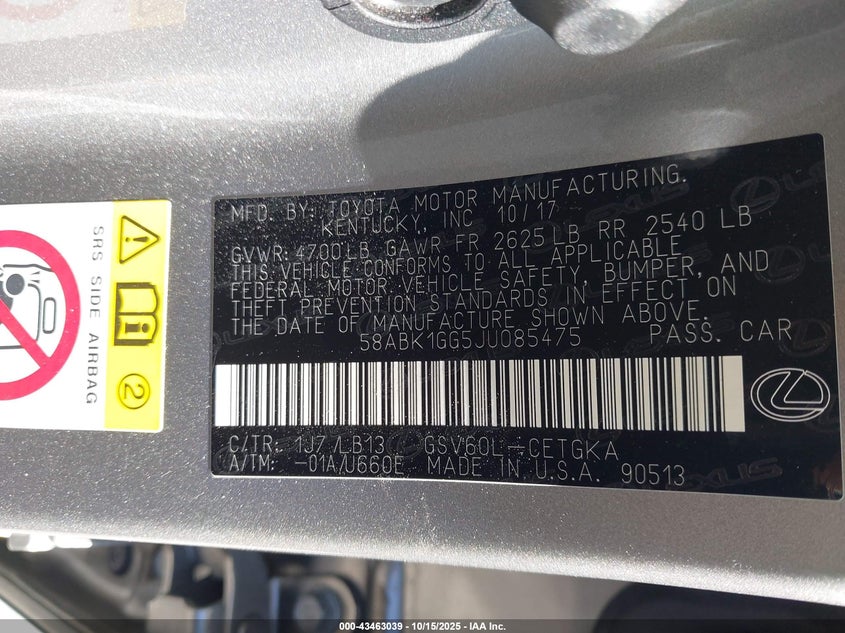 MFD. BY: TOYOTA MOTOR MANUFACTURING.
KENTUCKY, INC 10/17
GVWR: 4700 LB GAWR FR 2625 LB RR 2540 LB
THIS VEHICLE CONFORMS TO ALL APPLICABLE
FEDERAL MOTOR VEHICLE SAFETY, BUMPER, AND
THEFT PREVENTION STANDARDS IN EFFECT ON
THE DATE OF MANUFACTURE SHOWN ABOVE.
58ABK1GG5JU085475 PASS. CAR
C/TR: 1J7/LB13 GSV60L-CETGKA
A/TM: -01A/U660E MADE IN U.S.A. 90513
SRS SIDE AIRBAG
2
LEXUS
000-43463039 - 10/15/2025 - IAA Inc.